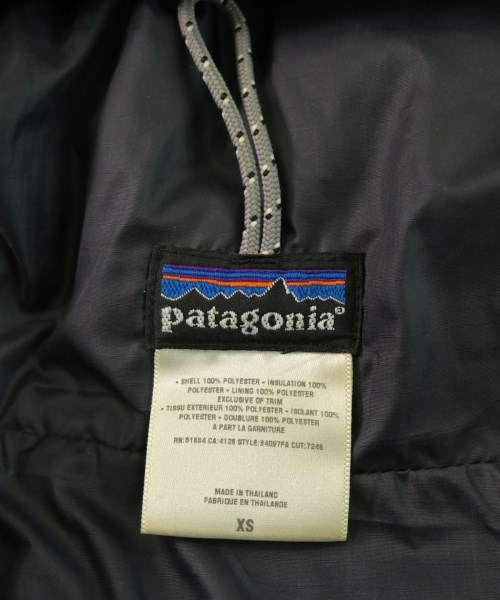 patagonia®
• SHELL 100% POLYESTER • INSULATION 100%
POLYESTER • LINING 100% POLYESTER
EXCLUSIVE OF TRIM
• TISSU EXTERIEUR 100% POLYESTER • ISOLANT 100%
POLYESTER • DOUBLURE 100% POLYESTER
A PART LA GARNITURE
RN: 51884 CA: 4126 STYLE: 84097FA CUT: 7248
MADE IN THAILAND
FABRIQUE EN THAILANDE
XS